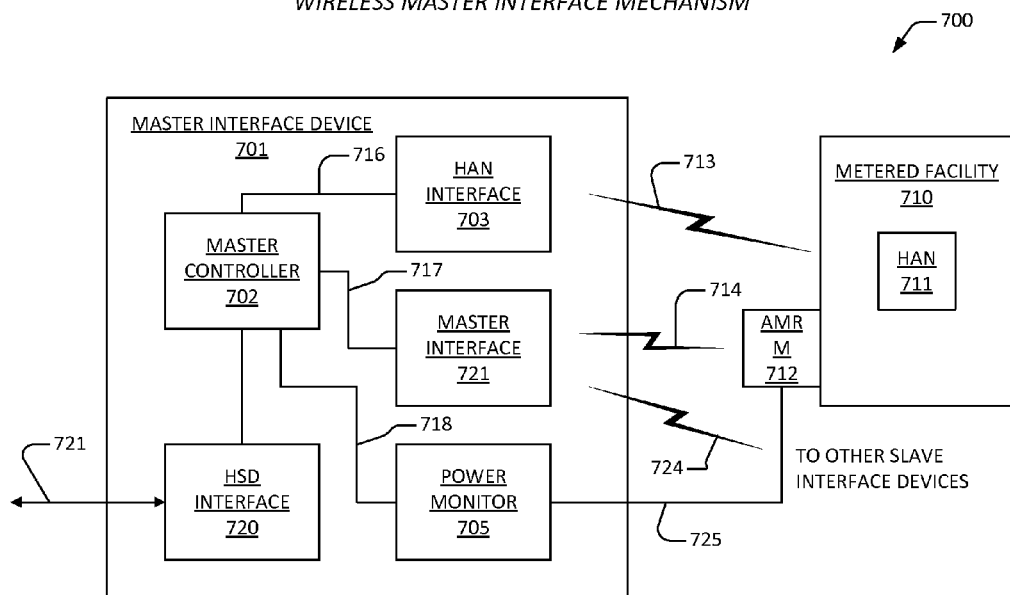 WIRELESS MASTER INTERFACE MECHANISM
700
MASTER INTERFACE DEVICE
701
716
HAN
INTERFACE
703
713
METERED FACILITY
710
HAN
711
MASTER
CONTROLLER
702
717
MASTER
INTERFACE
721
714
AMR
M
712
718
724
TO OTHER SLAVE
INTERFACE DEVICES
721
HSD
INTERFACE
720
POWER
MONITOR
705
725